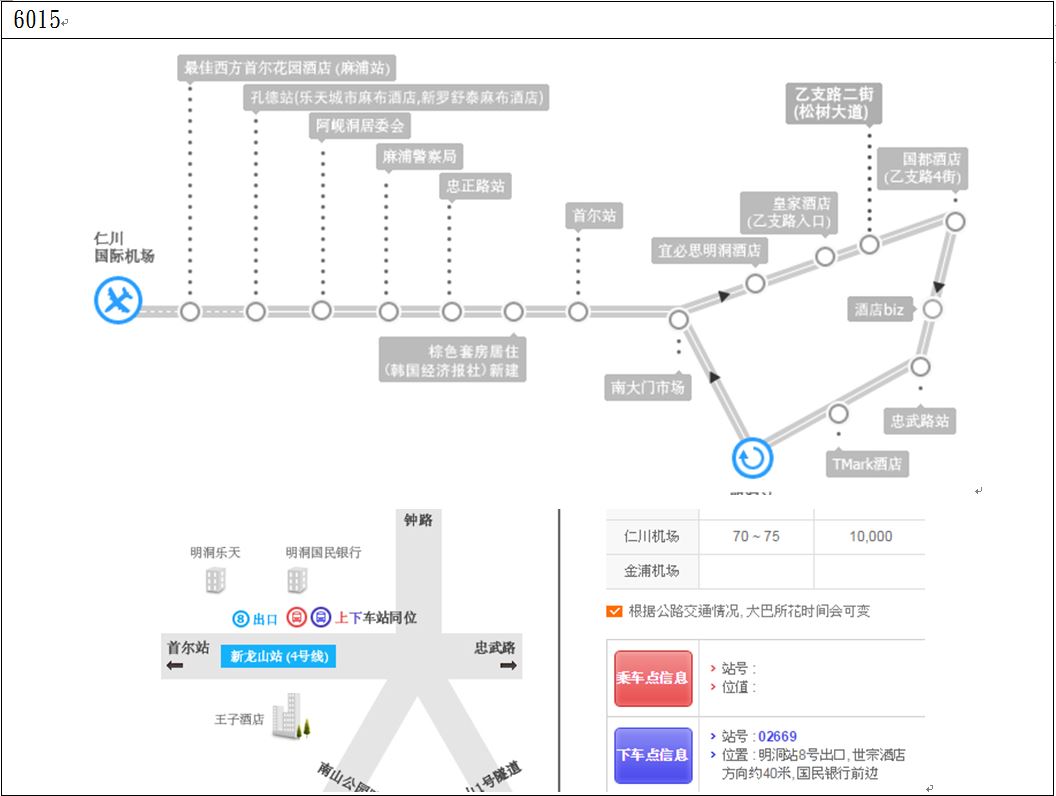 6015
最佳西方首尔花园酒店 (麻浦站)
孔德站(乐天城市麻布酒店,新罗舒泰麻布酒店)
阿岘洞居委会
麻浦警察局
忠正路站
首尔站
乙支路二街
(松树大道)
国都酒店
(乙支路4街)
皇家酒店
(乙支路入口)
宜必思明洞酒店
仁川
国际机场
酒店biz
棕色套房居住
(韩国经济报社)新建
南大门市场
忠武路站
TMark酒店
钟路
明洞乐天
明洞国民银行
8 出口
上下车站同位
首尔站
新龙山站 (4号线)
忠武路
王子酒店
南山公园
1号隧道
仁川机场 70 ~ 75 10,000
金浦机场
根据公路交通情况, 大巴所花时间会可变
乘车点信息
站号 :
位值 :
下车点信息
站号 : 02669
位置 : 明洞站8号出口, 世宗酒店
方向约40米, 国民银行前边